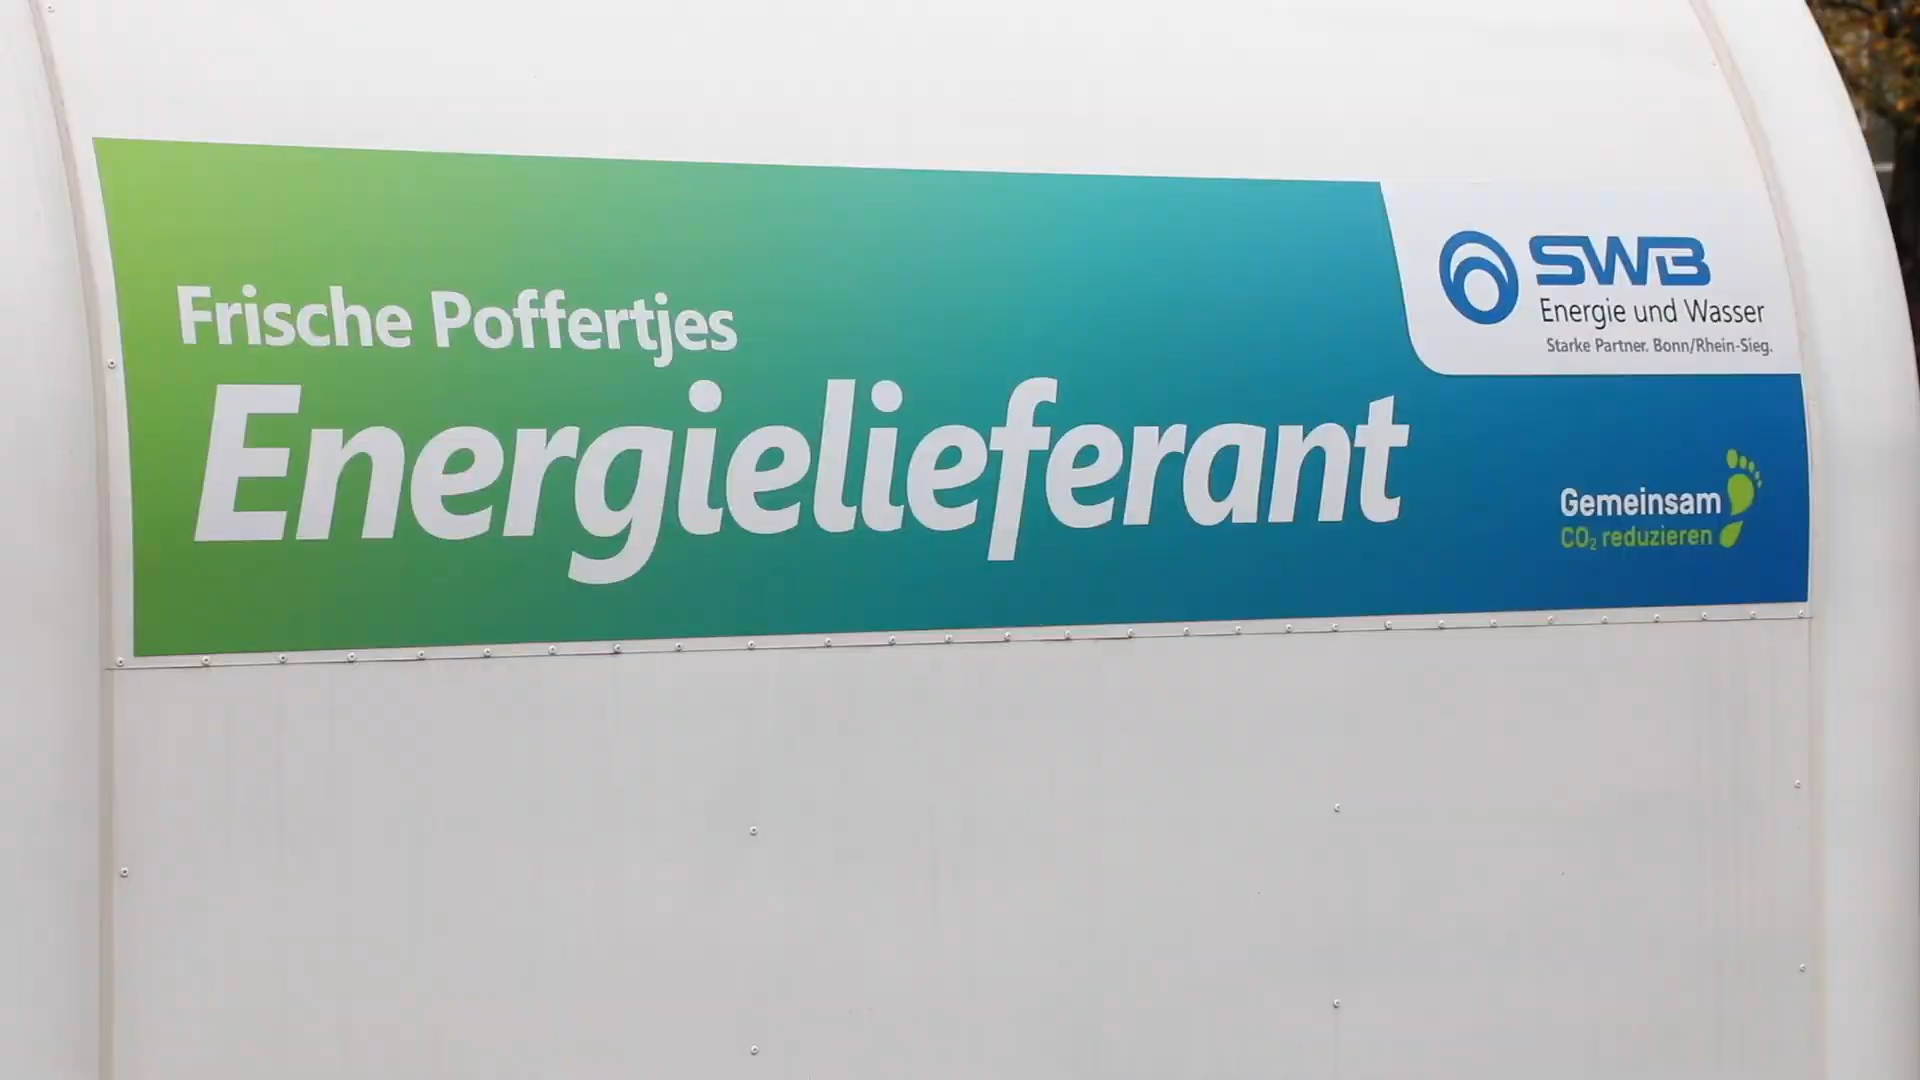 Frische Poffertjes
Energielieferant
SWB
Energie und Wasser
Starke Partner. Bonn/Rhein-Sieg.
Gemeinsam
CO₂ reduzieren